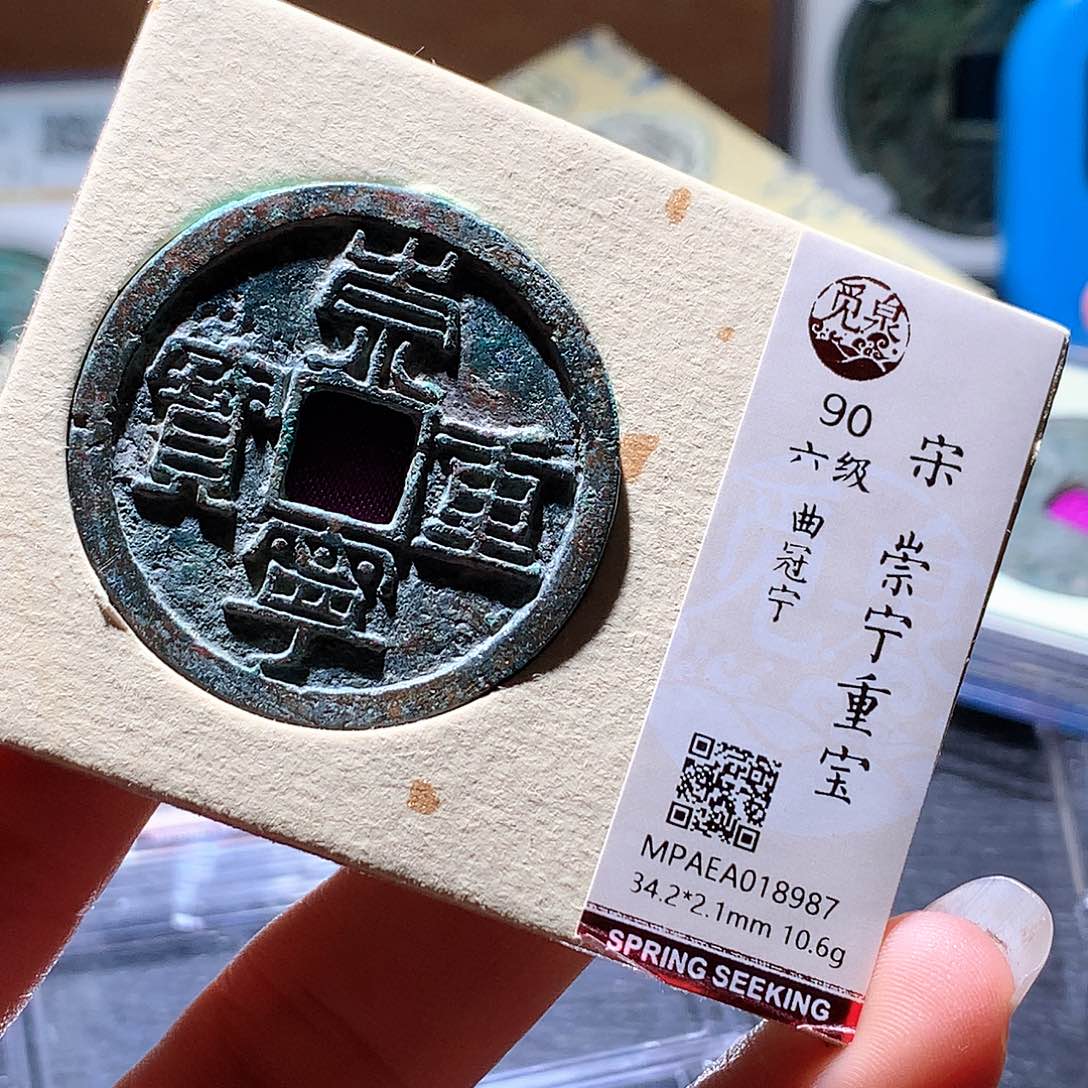 崇
重
寧
寶
觅泉
90
六级
曲冠宁
宋 崇宁重宝
MPAEA018987
34.2*2.1mm 10.6g
SPRING SEEKING